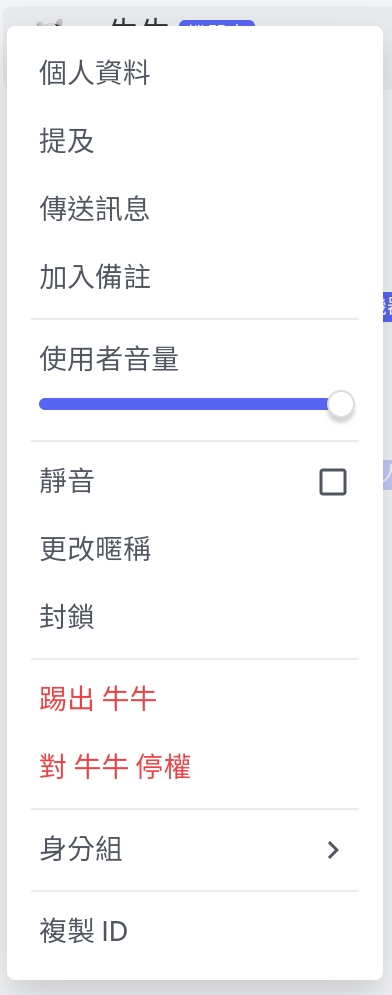 個人資料
提及
傳送訊息
加入備註
使用者音量
靜音
更改暱稱
封鎖
踢出 牛牛
對 牛牛 停權
身分組
複製 ID